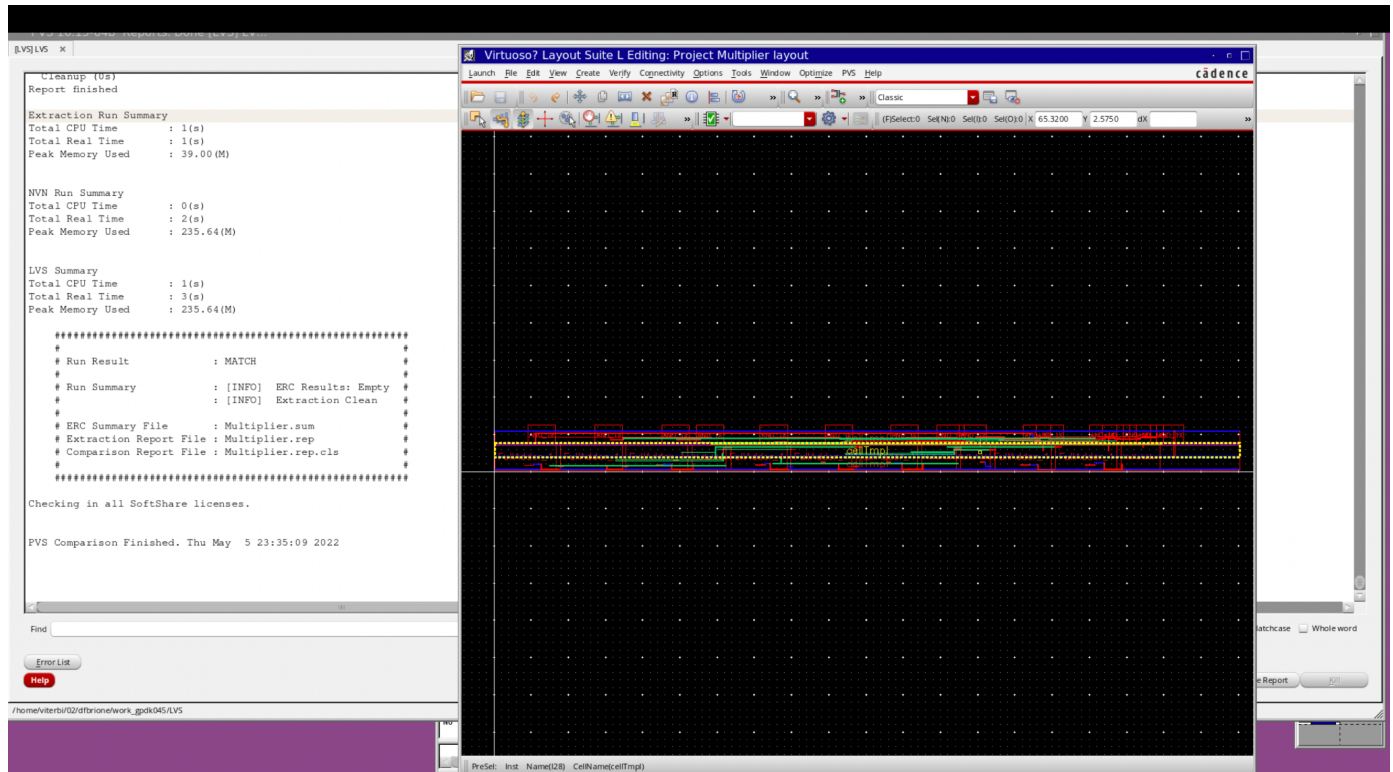 [LVS] LVS ×
Cleanup (0s)
Report finished
Extraction Run Summary
Total CPU Time : 1(s)
Total Real Time : 1(s)
Peak Memory Used : 39.00(M)
NVN Run Summary
Total CPU Time : 0(s)
Total Real Time : 2(s)
Peak Memory Used : 235.64(M)
LVS Summary
Total CPU Time : 1(s)
Total Real Time : 3(s)
Peak Memory Used : 235.64(M)
#########################################################
# #
# Run Result : MATCH #
# #
# Run Summary : [INFO] ERC Results: Empty #
# : [INFO] Extraction Clean #
# #
# ERC Summary File : Multiplier.sum #
# Extraction Report File : Multiplier.rep #
# Comparison Report File : Multiplier.rep.cls #
# #
#########################################################
Checking in all SoftShare licenses.
PVS Comparison Finished. Thu May 5 23:35:09 2022
Find
Error List
Help
/home/viterbi/02/dfbrione/work_gpdk045/LVS
Virtuoso? Layout Suite L Editing: Project Multiplier layout
Launch File Edit View Create Verify Connectivity Options Tools Window Optimize PVS Help
cādence
Classic
(F)Select:0 Sel(N):0 Sel(I):0 Sel(O):0 X 65.3200 Y 2.5750 dX
cellTmpl
PreSel: Inst Name(I28) CellName(cellTmpl)
Whole word
e Report